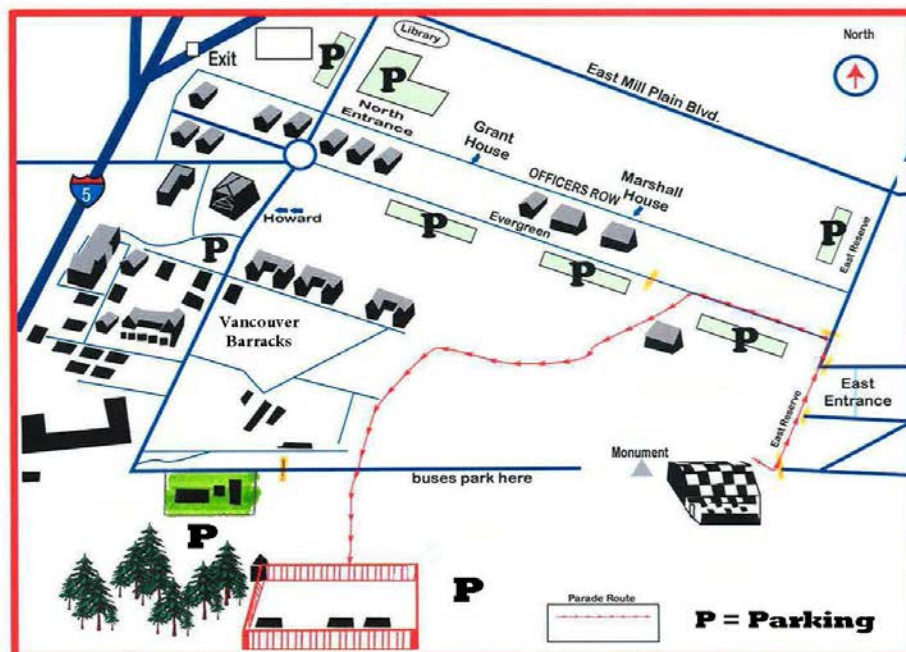 Library
North
P
Exit
P
East Mill Plain Blvd.
North
Entrance
Grant
House
5
OFFICERS ROW
Marshall
House
Howard
P
Evergreen
P
East Reserve
P
P
Vancouver
Barracks
P
East
Entrance
East Reserve
Monument
buses park here
P
P
Parade Route
P = Parking